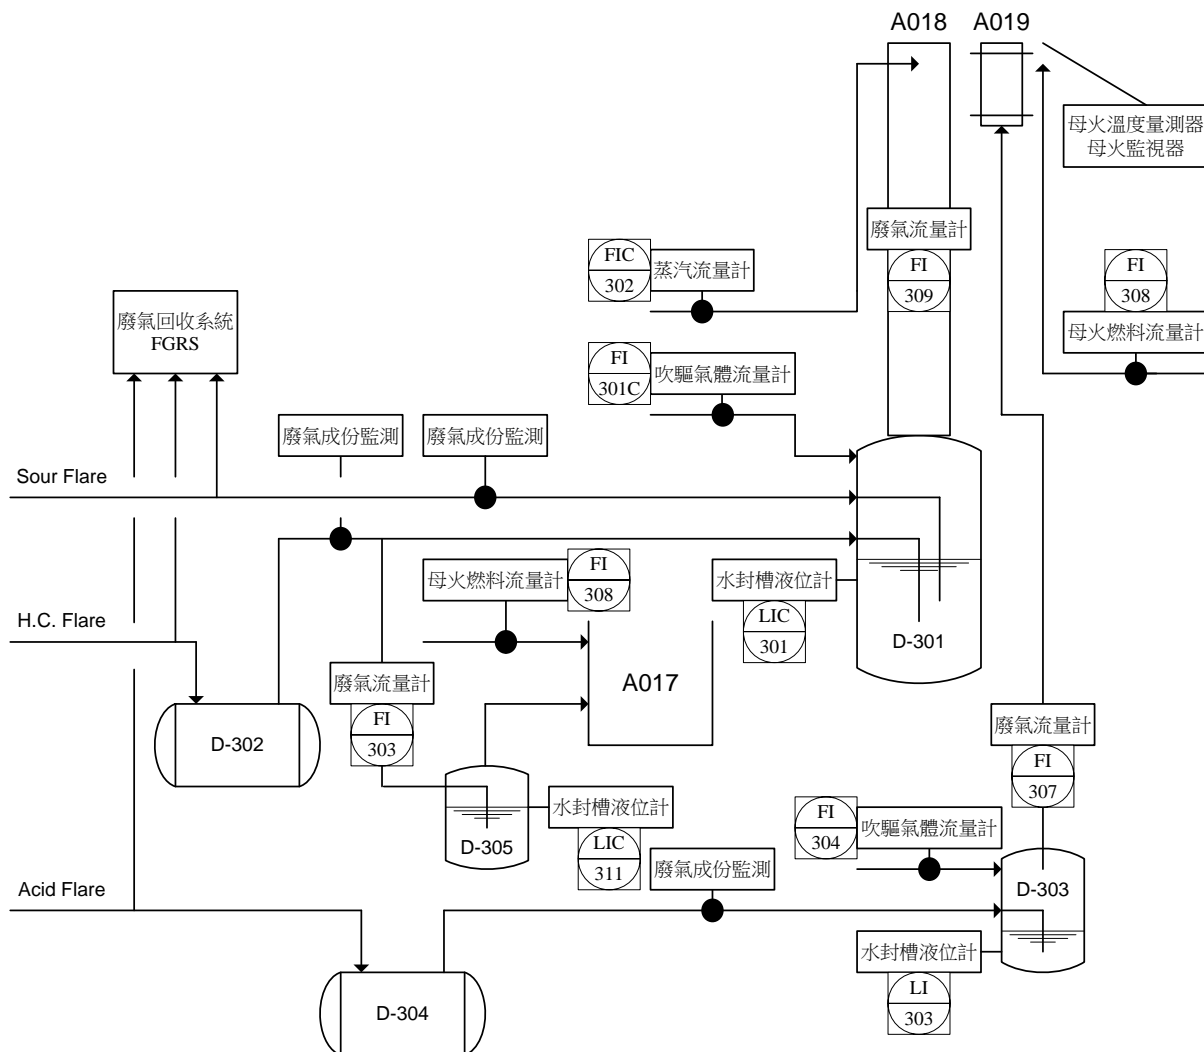 A018
A019
母火溫度量測器
母火監視器
廢氣流量計
FI
309
FIC
302
蒸汽流量計
FI
308
母火燃料流量計
廢氣回收系統
FGRS
FI
301C
吹驅氣體流量計
廢氣成份監測
廢氣成份監測
Sour Flare
母火燃料流量計
FI
308
水封槽液位計
LIC
301
D-301
H.C. Flare
廢氣流量計
FI
303
A017
D-302
廢氣流量計
FI
307
D-305
水封槽液位計
LIC
311
FI
304
吹驅氣體流量計
廢氣成份監測
Acid Flare
D-303
水封槽液位計
LI
303
D-304